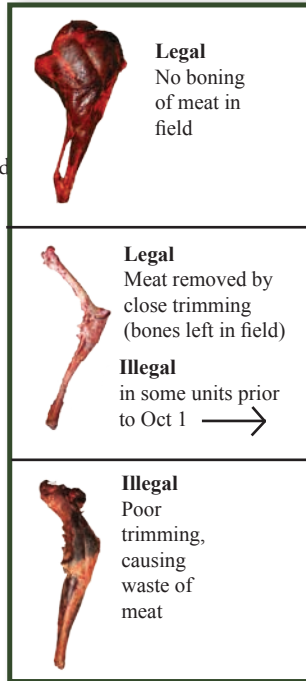 Legal
No boning
of meat in
field
d
Legal
Meat removed by
close trimming
(bones left in field)
Illegal
in some units prior
to Oct 1
Illegal
Poor
trimming,
causing
waste of
meat